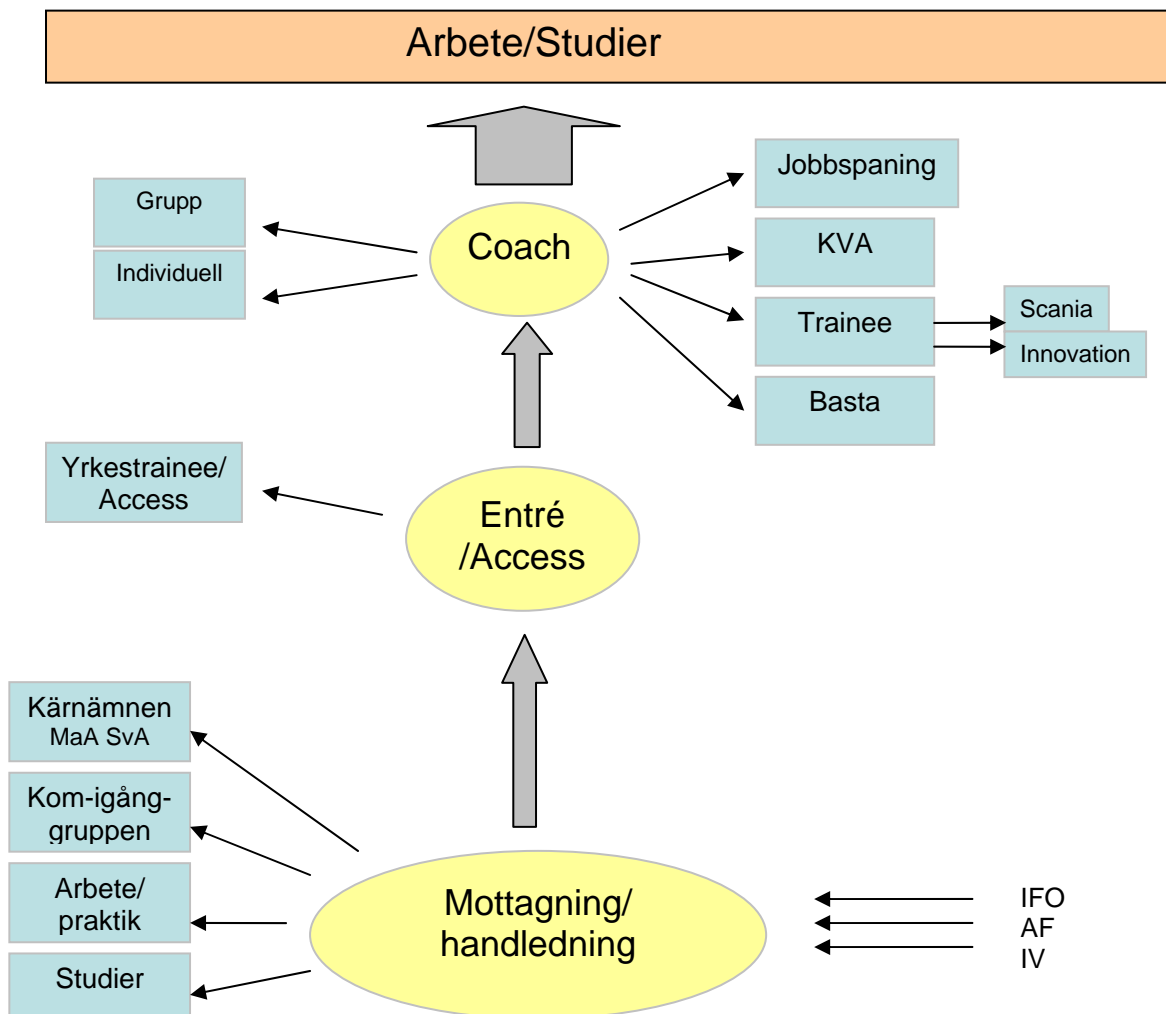 Arbete/Studier
Jobbspaning
Grupp
Individuell
Coach
KVA
Trainee
Scania
Innovation
Basta
Yrkestrainee/
Access
Entré
/Access
Kärnämnen
MaA SvA
Kom-igång-
gruppen
Arbete/
praktik
Studier
Mottagning/
handledning
IFO
AF
IV